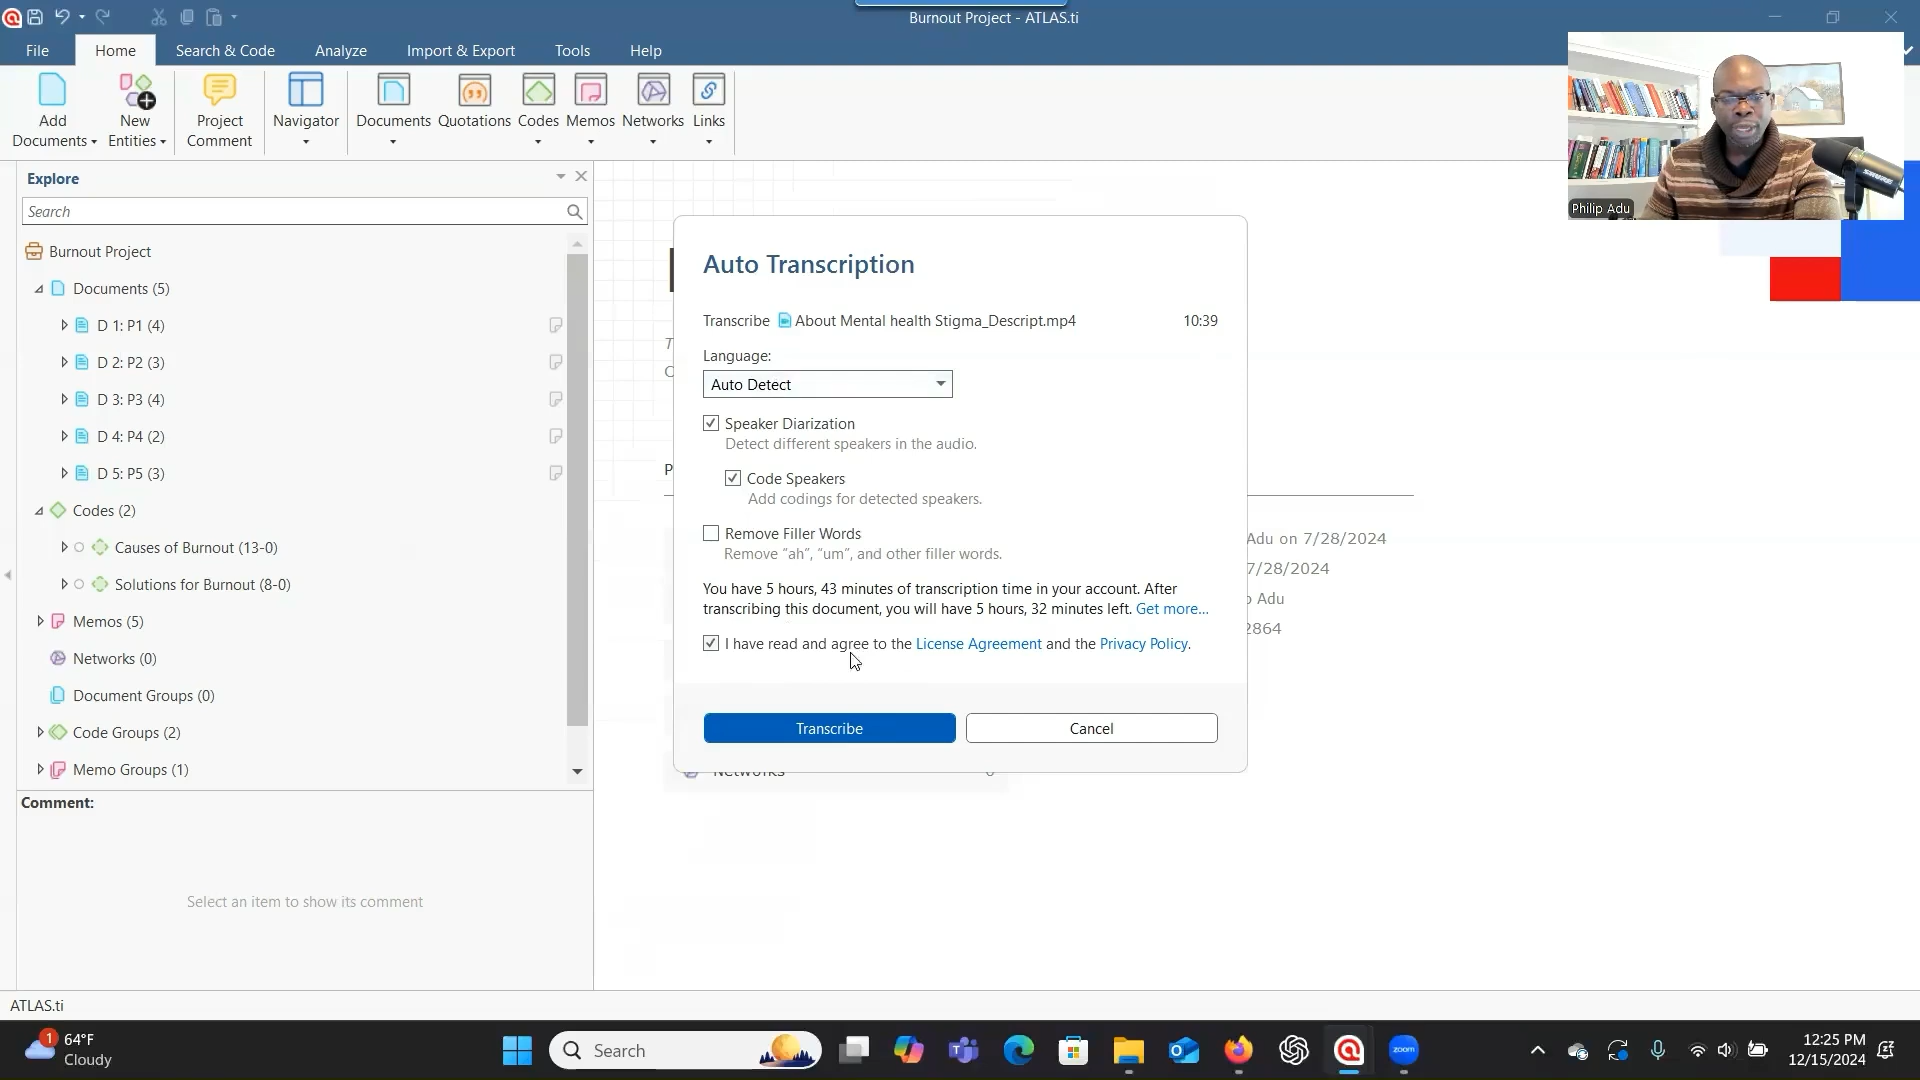 Burnout Project - ATLAS.ti
File Home Search & Code Analyze Import & Export Tools Help
Add Documents
New Entities
Project Comment
Navigator
Documents
Quotations
Codes
Memos
Networks
Links
Philip Adu
Explore
Search
Burnout Project
Documents (5)
D 1: P1 (4)
D 2: P2 (3)
D 3: P3 (4)
D 4: P4 (2)
D 5: P5 (3)
Codes (2)
Causes of Burnout (13-0)
Solutions for Burnout (8-0)
Memos (5)
Networks (0)
Document Groups (0)
Code Groups (2)
Memo Groups (1)
Comment:
Select an item to show its comment
Auto Transcription
Transcribe About Mental health Stigma_Descript.mp4 10:39
Language:
Auto Detect
Speaker Diarization
Detect different speakers in the audio.
Code Speakers
Add codings for detected speakers.
Remove Filler Words
Remove “ah”, “um”, and other filler words.
You have 5 hours, 43 minutes of transcription time in your account. After
transcribing this document, you will have 5 hours, 32 minutes left. Get more...
I have read and agree to the License Agreement and the Privacy Policy.
Transcribe Cancel
Adu on 7/28/2024
7/28/2024
Adu
2864
Networks
ATLAS.ti
1
64°F
Cloudy
Search
zoom
12:25 PM
12/15/2024